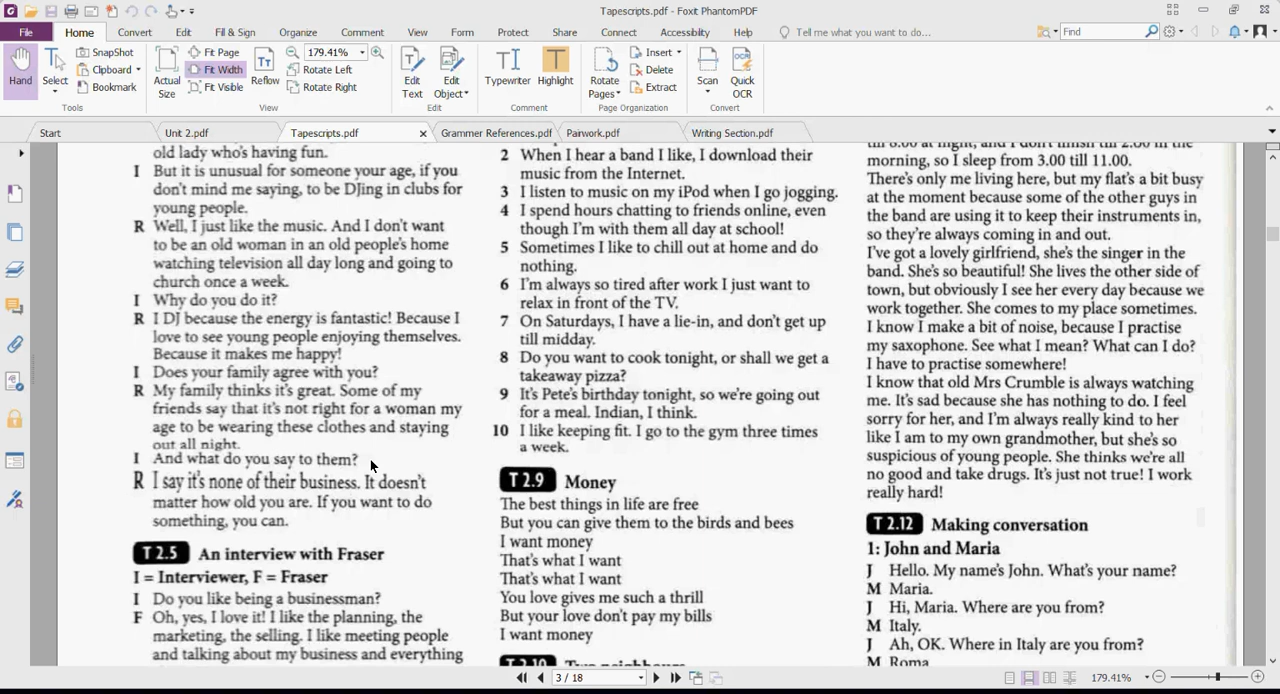 Tapescripts.pdf - Foxit PhantomPDF
File Home Convert Edit Fill & Sign Organize Comment View Form Protect Share Connect Accessibility Help Tell me what you want to do... Find
Hand
Select
SnapShot
Clipboard
Bookmark
Tools
Actual Size
Fit Page
Fit Width
Fit Visible
Reflow
179.41%
Rotate Left
Rotate Right
View
Edit Text
Edit Object
Edit
Typewriter
Highlight
Comment
Rotate Pages
Insert
Delete
Extract
Page Organization
Scan
Quick OCR
Convert
Start Unit 2.pdf Tapescripts.pdf Grammer References.pdf Pairwork.pdf Writing Section.pdf
old lady who's having fun.
I But it is unusual for someone your age, if you
don't mind me saying, to be DJing in clubs for
young people.
R Well, I just like the music. And I don't want
to be an old woman in an old people's home
watching television all day long and going to
church once a week.
I Why do you do it?
R I DJ because the energy is fantastic! Because I
love to see young people enjoying themselves.
Because it makes me happy!
I Does your family agree with you?
R My family thinks it's great. Some of my
friends say that it's not right for a woman my
age to be wearing these clothes and staying
out all night.
I And what do you say to them?
R I say it's none of their business. It doesn't
matter how old you are. If you want to do
something, you can.
T 2.5 An interview with Fraser
I = Interviewer, F = Fraser
I Do you like being a businessman?
F Oh, yes, I love it! I like the planning, the
marketing, the selling. I like meeting people
and talking about my business and everything
2 When I hear a band I like, I download their
music from the Internet.
3 I listen to music on my iPod when I go jogging.
4 I spend hours chatting to friends online, even
though I'm with them all day at school!
5 Sometimes I like to chill out at home and do
nothing.
6 I'm always so tired after work I just want to
relax in front of the TV.
7 On Saturdays, I have a lie-in, and don't get up
till midday.
8 Do you want to cook tonight, or shall we get a
takeaway pizza?
9 It's Pete's birthday tonight, so we're going out
for a meal. Indian, I think.
10 I like keeping fit. I go to the gym three times
a week.
T 2.9 Money
The best things in life are free
But you can give them to the birds and bees
I want money
That's what I want
That's what I want
You love gives me such a thrill
But your love don't pay my bills
I want money
T 2.10 Two neighbours
till 8.00 at night, and I don't finish till 2.00 in the
morning, so I sleep from 3.00 till 11.00.
There's only me living here, but my flat's a bit busy
at the moment because some of the other guys in
the band are using it to keep their instruments in,
so they're always coming in and out.
I've got a lovely girlfriend, she's the singer in the
band. She's so beautiful! She lives the other side of
town, but obviously I see her every day because we
work together. She comes to my place sometimes.
I know I make a bit of noise, because I practise
my saxophone. See what I mean? What can I do?
I have to practise somewhere!
I know that old Mrs Crumble is always watching
me. It's sad because she has nothing to do. I feel
sorry for her, and I'm always really kind to her
like I am to my own grandmother, but she's so
suspicious of young people. She thinks we're all
no good and take drugs. It's just not true! I work
really hard!
T 2.12 Making conversation
1: John and Maria
J Hello. My name's John. What's your name?
M Maria.
J Hi, Maria. Where are you from?
M Italy.
J Ah, OK. Where in Italy are you from?
M Roma
3 / 18
179.41%